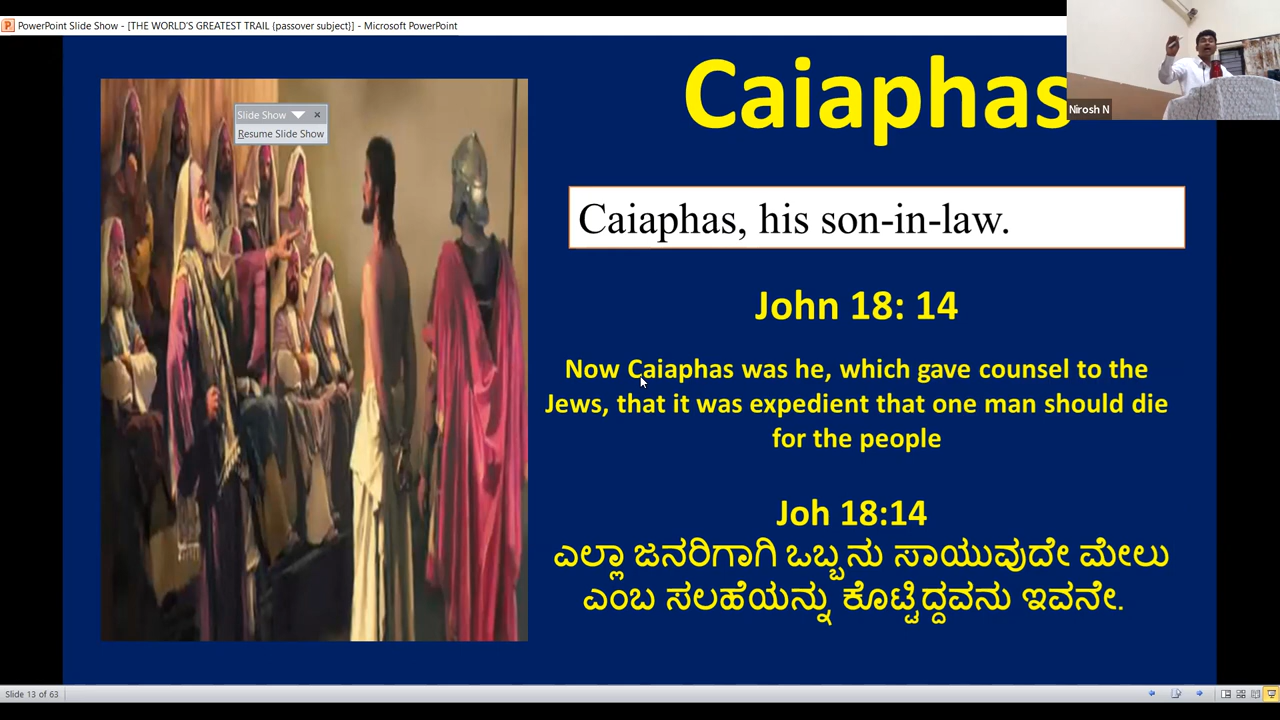 PowerPoint Slide Show - [THE WORLD'S GREATEST TRAIL (passover subject)] - Microsoft PowerPoint
Caiaphas
Nirosh N
Slide Show
Resume Slide Show
Caiaphas, his son-in-law.
John 18: 14
Now Caiaphas was he, which gave counsel to the
Jews, that it was expedient that one man should die
for the people
Joh 18:14
ಎಲ್ಲಾ ಜನರಿಗಾಗಿ ಒಬ್ಬನು ಸಾಯುವುದೇ ಮೇಲು
ಎಂಬ ಸಲಹೆಯನ್ನು ಕೊಟ್ಟಿದ್ದವನು ಇವನೇ.
Slide 13 of 63